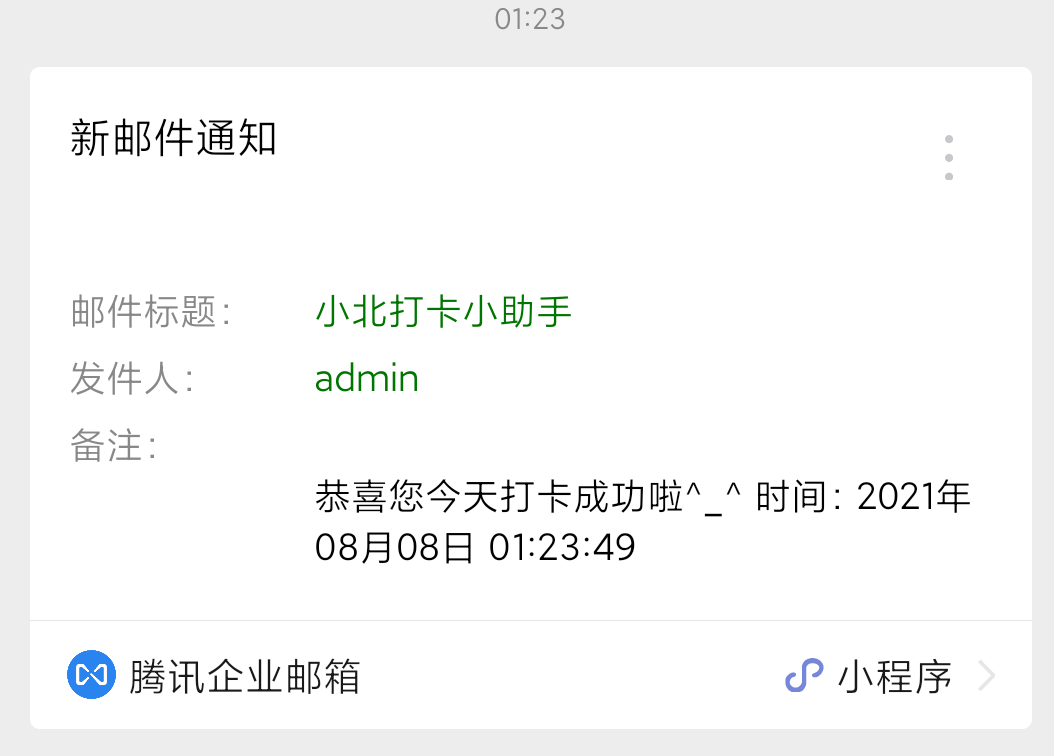 01:23
新邮件通知
邮件标题： 小北打卡小助手
发件人： admin
备注：
恭喜您今天打卡成功啦^_^ 时间：2021年
08月08日 01:23:49
腾讯企业邮箱 小程序